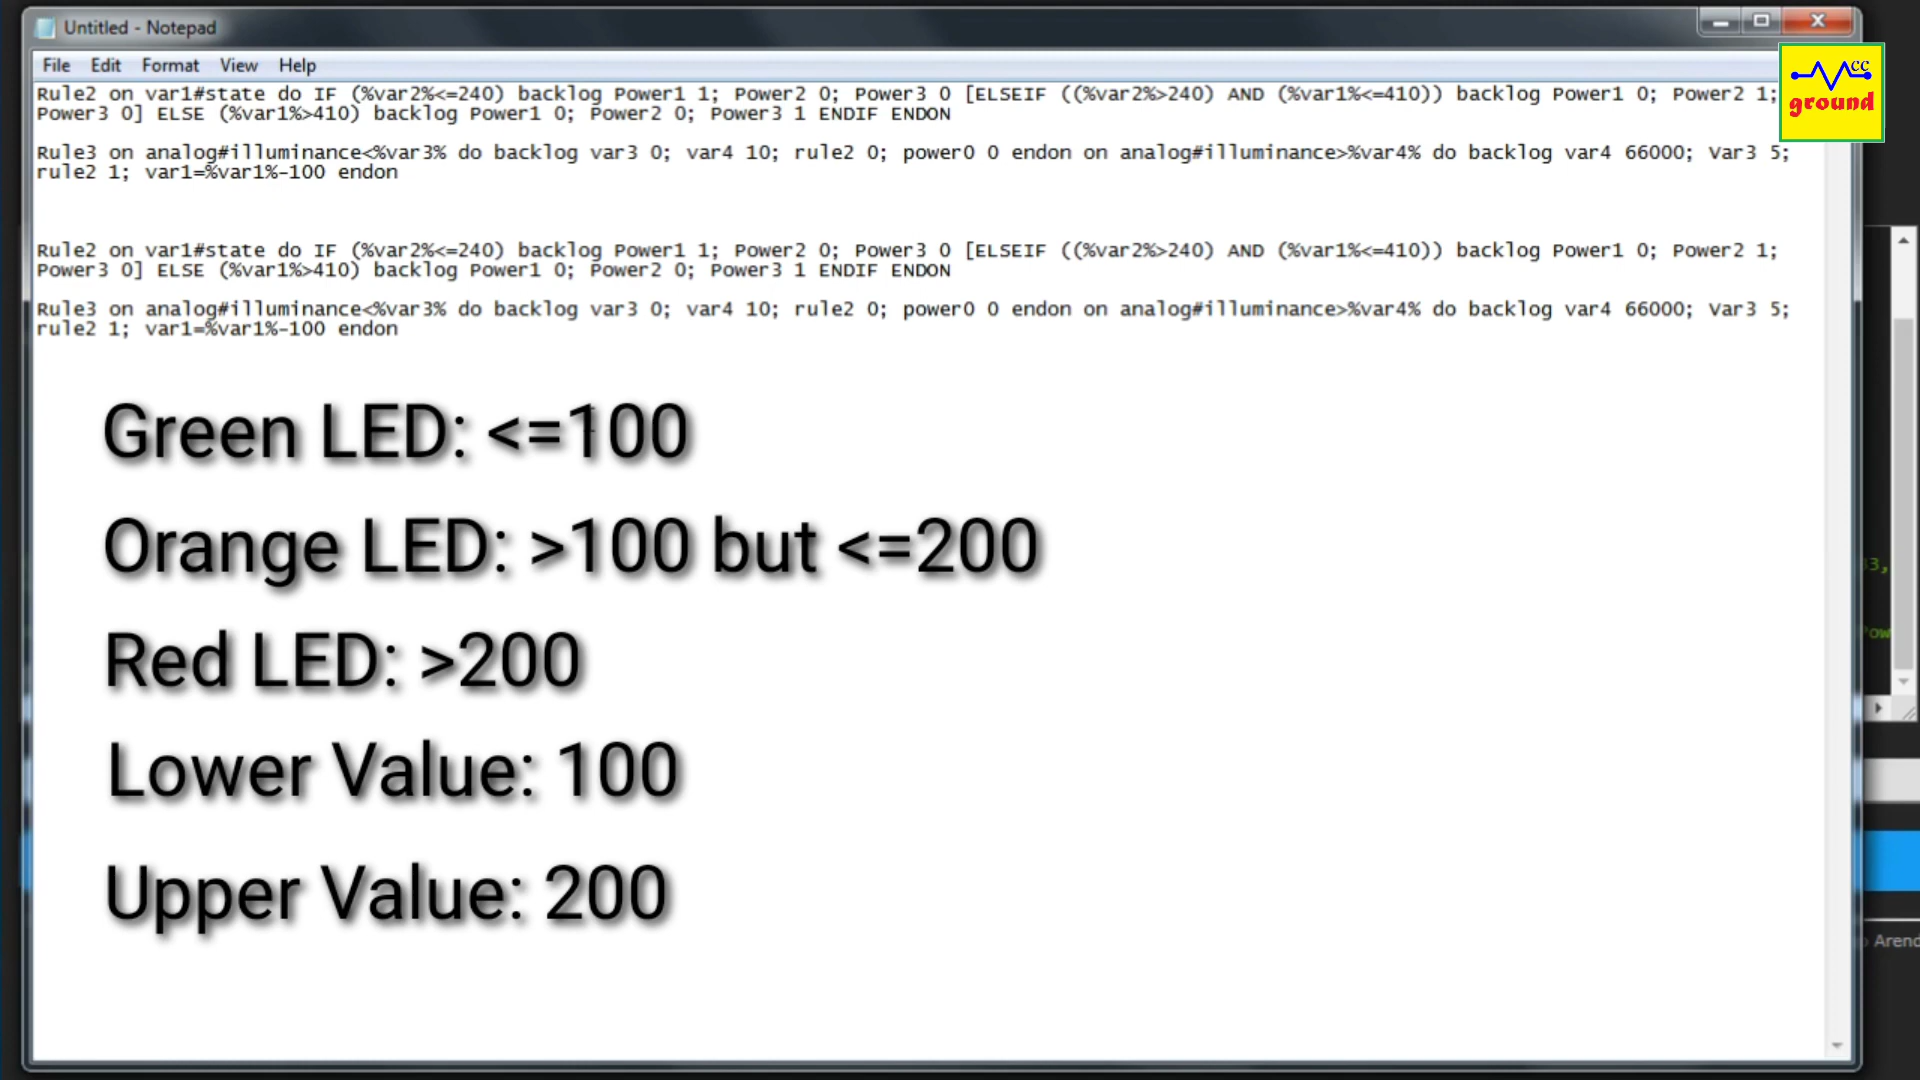 Untitled - Notepad
File Edit Format View Help
cc
ground
Rule2 on var1#state do IF (%var2%<=240) backlog Power1 1; Power2 0; Power3 0 [ELSEIF ((%var2%>240) AND (%var1%<=410)) backlog Power1 0; Power2 1;
Power3 0] ELSE (%var1%>410) backlog Power1 0; Power2 0; Power3 1 ENDIF ENDON
Rule3 on analog#illuminance<%var3% do backlog var3 0; var4 10; rule2 0; power0 0 endon on analog#illuminance>%var4% do backlog var4 66000; Var3 5;
rule2 1; var1=%var1%-100 endon
Rule2 on var1#state do IF (%var2%<=240) backlog Power1 1; Power2 0; Power3 0 [ELSEIF ((%var2%>240) AND (%var1%<=410)) backlog Power1 0; Power2 1;
Power3 0] ELSE (%var1%>410) backlog Power1 0; Power2 0; Power3 1 ENDIF ENDON
Rule3 on analog#illuminance<%var3% do backlog var3 0; var4 10; rule2 0; power0 0 endon on analog#illuminance>%var4% do backlog var4 66000; Var3 5;
rule2 1; var1=%var1%-100 endon
Green LED: <=100
Orange LED: >100 but <=200
Red LED: >200
Lower Value: 100
Upper Value: 200